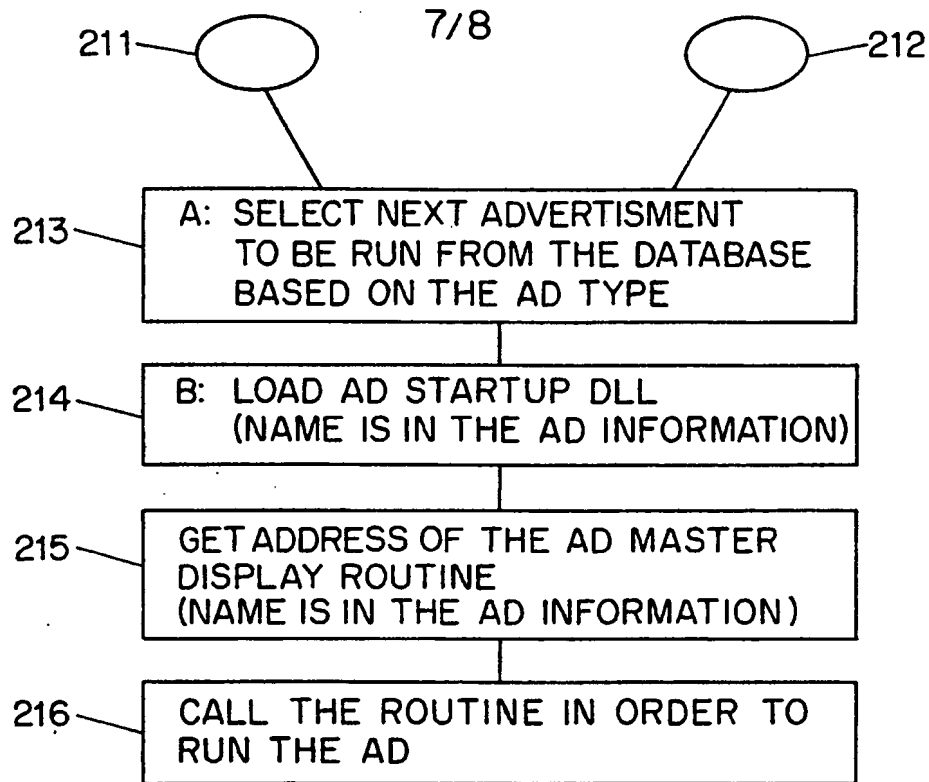 7/8
211
212
213
A: SELECT NEXT ADVERTISMENT
TO BE RUN FROM THE DATABASE
BASED ON THE AD TYPE
214
B: LOAD AD STARTUP DLL
(NAME IS IN THE AD INFORMATION)
215
GET ADDRESS OF THE AD MASTER
DISPLAY ROUTINE
(NAME IS IN THE AD INFORMATION)
216
CALL THE ROUTINE IN ORDER TO
RUN THE AD